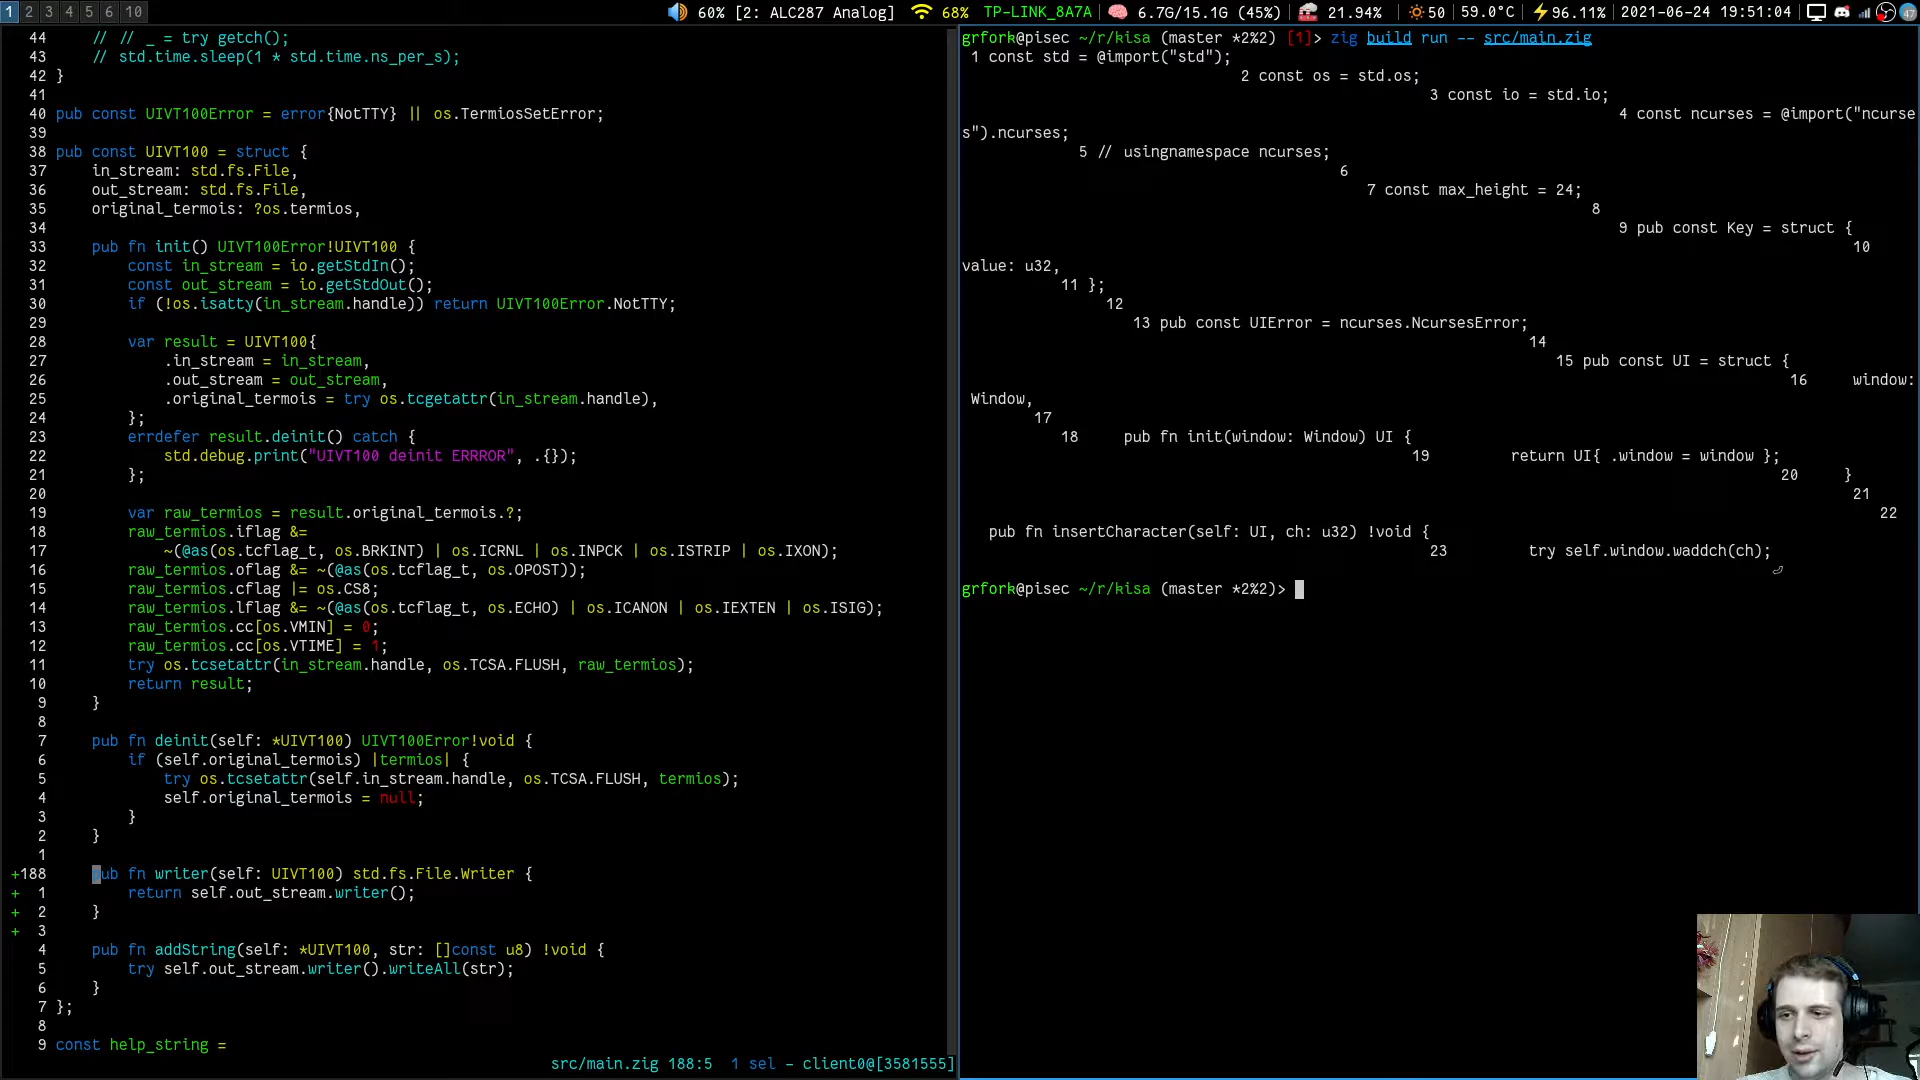 1 2 3 4 5 6 10
60% [2: ALC287 Analog] 68% TP-LINK_8A7A 6.7G/15.1G (45%) 21.94% 50 59.0°C 96.11% 2021-06-24 19:51:04 47
44 // // _ = try getch();
43 // std.time.sleep(1 * std.time.ns_per_s);
42 }
41
40 pub const UIVT100Error = error{NotTTY} || os.TermiosSetError;
39
38 pub const UIVT100 = struct {
37 in_stream: std.fs.File,
36 out_stream: std.fs.File,
35 original_termois: ?os.termios,
34
33 pub fn init() UIVT100Error!UIVT100 {
32 const in_stream = io.getStdIn();
31 const out_stream = io.getStdOut();
30 if (!os.isatty(in_stream.handle)) return UIVT100Error.NotTTY;
29
28 var result = UIVT100{
27 .in_stream = in_stream,
26 .out_stream = out_stream,
25 .original_termois = try os.tcgetattr(in_stream.handle),
24 };
23 errdefer result.deinit() catch {
22 std.debug.print("UIVT100 deinit ERRROR", .{});
21 };
20
19 var raw_termios = result.original_termois.?;
18 raw_termios.iflag &=
17 ~(@as(os.tcflag_t, os.BRKINT) | os.ICRNL | os.INPCK | os.ISTRIP | os.IXON);
16 raw_termios.oflag &= ~(@as(os.tcflag_t, os.OPOST));
15 raw_termios.cflag |= os.CS8;
14 raw_termios.lflag &= ~(@as(os.tcflag_t, os.ECHO) | os.ICANON | os.IEXTEN | os.ISIG);
13 raw_termios.cc[os.VMIN] = 0;
12 raw_termios.cc[os.VTIME] = 1;
11 try os.tcsetattr(in_stream.handle, os.TCSA.FLUSH, raw_termios);
10 return result;
9 }
8
7 pub fn deinit(self: *UIVT100) UIVT100Error!void {
6 if (self.original_termois) |termios| {
5 try os.tcsetattr(self.in_stream.handle, os.TCSA.FLUSH, termios);
4 self.original_termois = null;
3 }
2 }
1
+188 pub fn writer(self: UIVT100) std.fs.File.Writer {
+ 1 return self.out_stream.writer();
+ 2 }
+ 3
4 pub fn addString(self: *UIVT100, str: []const u8) !void {
5 try self.out_stream.writer().writeAll(str);
6 }
7 };
8
9 const help_string =
src/main.zig 188:5 1 sel - client0@[3581555]
grfork@pisec ~/r/kisa (master *2%2) [1]> zig build run -- src/main.zig
1 const std = @import("std");
2 const os = std.os;
3 const io = std.io;
4 const ncurses = @import("ncurse
s").ncurses;
5 // usingnamespace ncurses;
6
7 const max_height = 24;
8
9 pub const Key = struct {
10
value: u32,
11 };
12
13 pub const UIError = ncurses.NcursesError;
14
15 pub const UI = struct {
16 window:
Window,
17
18 pub fn init(window: Window) UI {
19 return UI{ .window = window };
20 }
21
22
pub fn insertCharacter(self: UI, ch: u32) !void {
23 try self.window.waddch(ch);
⏎
grfork@pisec ~/r/kisa (master *2%2)>